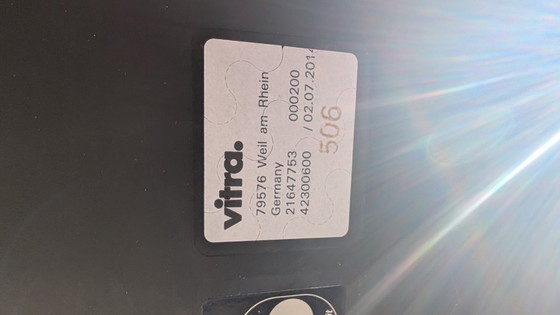 vitra.
79576 Weil am Rhein
Germany
21647753 000200
42300600 / 02.07.2014
506